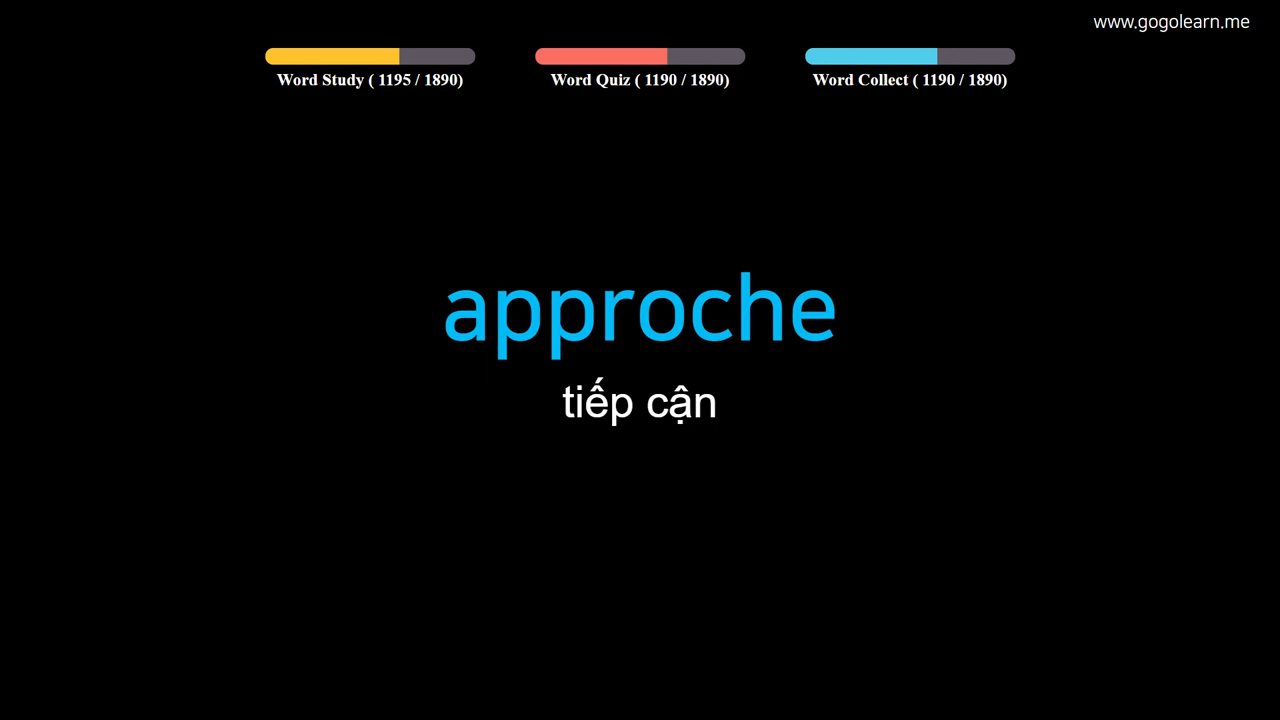 www.gogolearn.me
Word Study ( 1195 / 1890)
Word Quiz ( 1190 / 1890)
Word Collect ( 1190 / 1890)
approche
tiếp cận